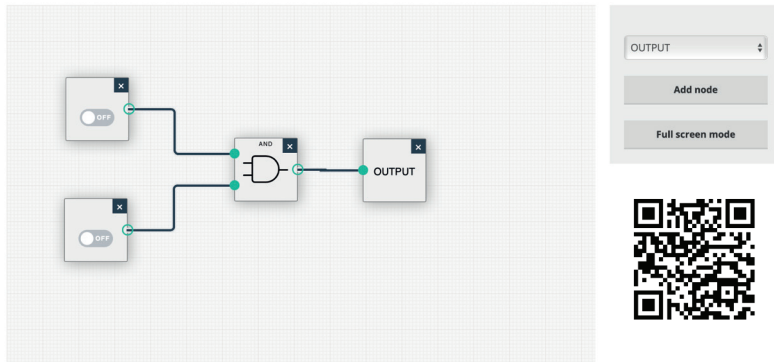 OFF
OFF
AND
OUTPUT
OUTPUT
Add node
Full screen mode